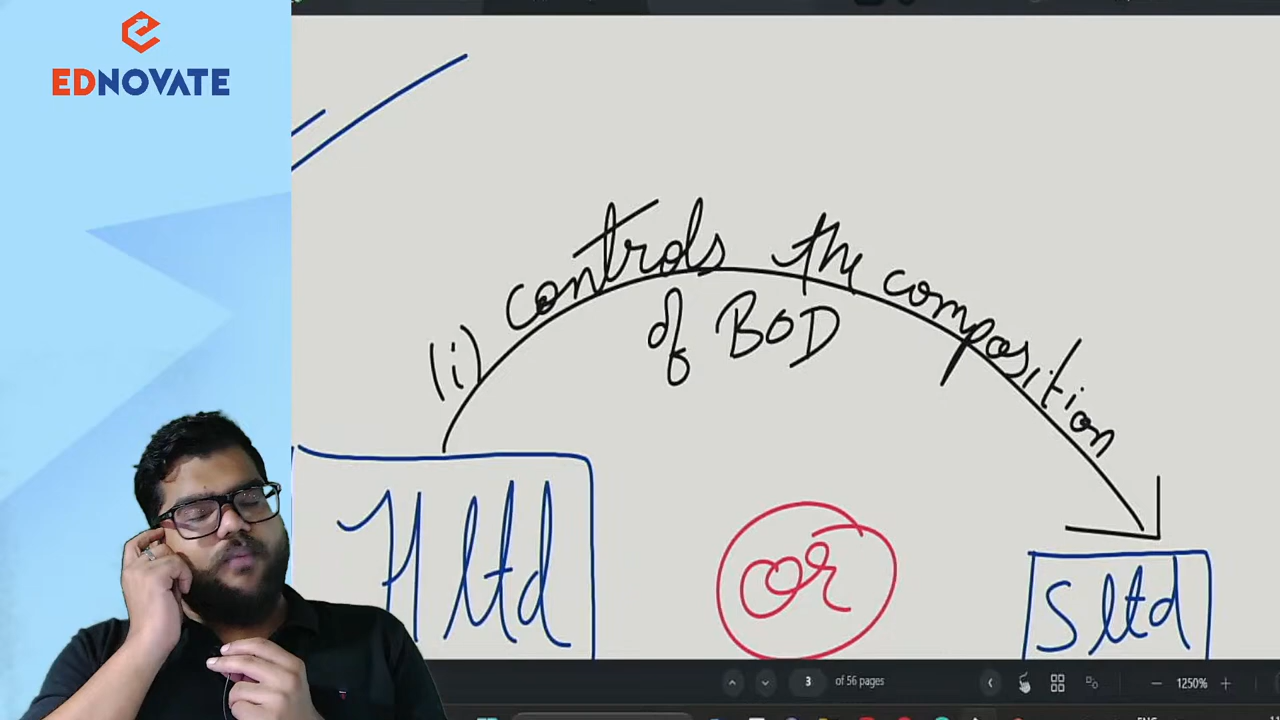 EDNOVATE
(i) controls the composition
of BOD
H ltd
or
S ltd
3 of 56 pages
1250%